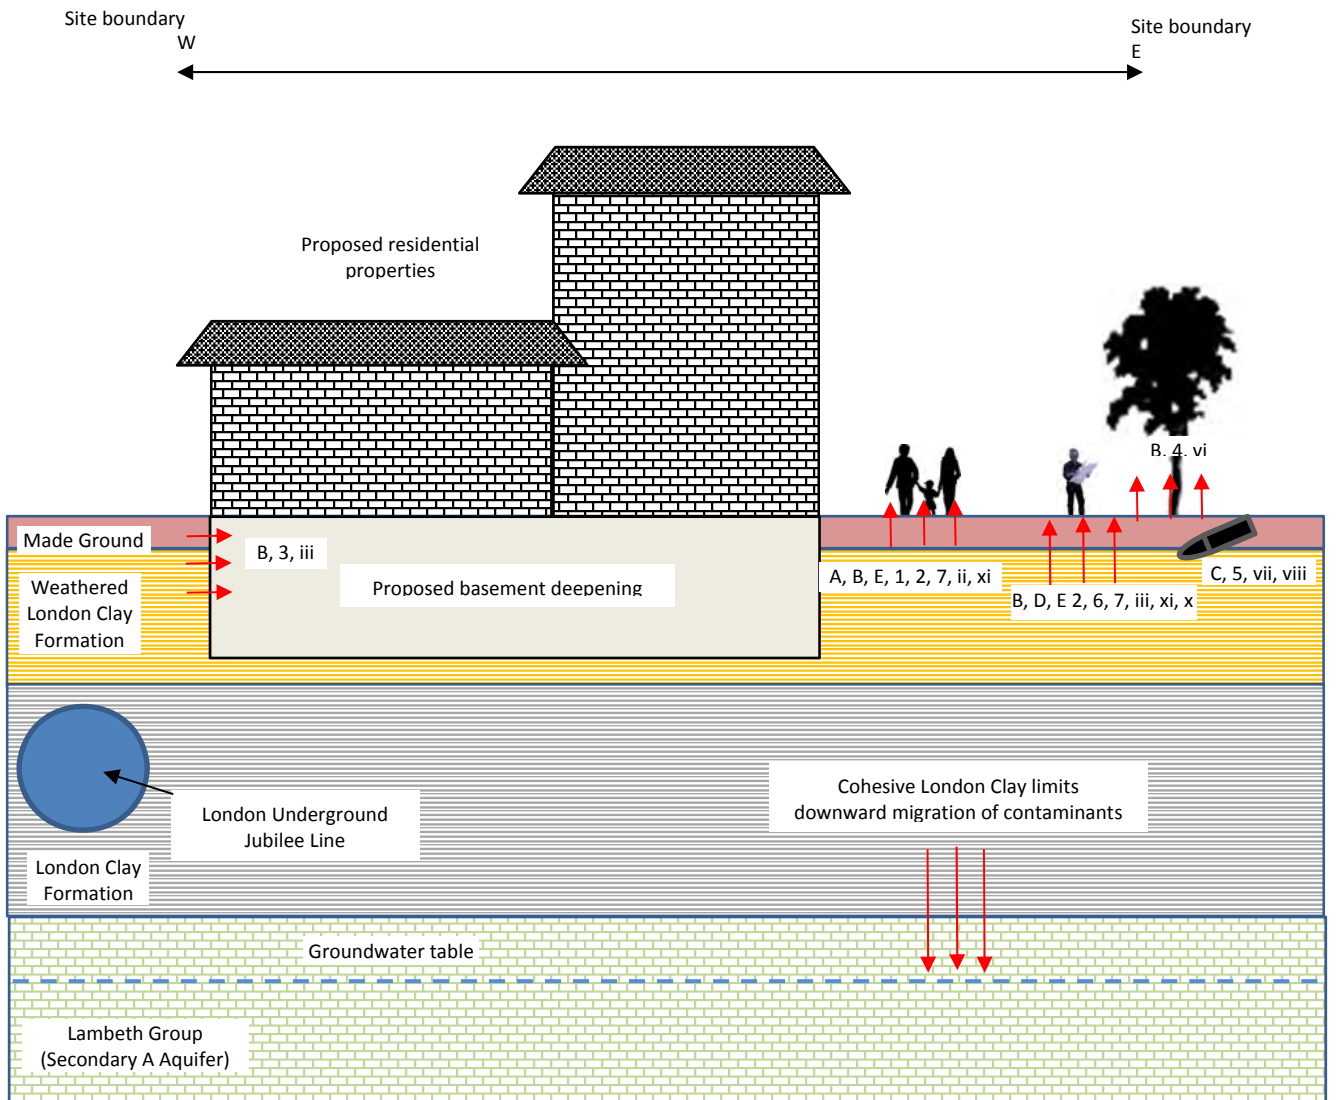 Site boundary
W
Site boundary
E
Proposed residential
properties
B, 4, vi
Made Ground
B, 3, iii
Weathered
London Clay
Formation
Proposed basement deepening
A, B, E, 1, 2, 7, ii, xi
C, 5, vii, viii
B, D, E 2, 6, 7, iii, xi, x
Cohesive London Clay limits
downward migration of contaminants
London Underground
Jubilee Line
London Clay
Formation
Groundwater table
Lambeth Group
(Secondary A Aquifer)